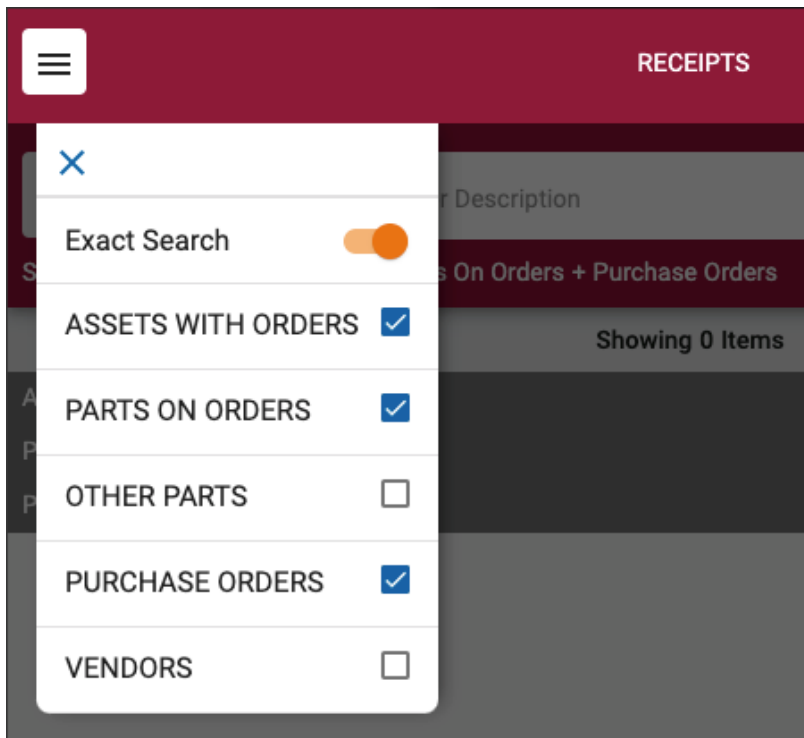 RECEIPTS
r Description
Exact Search
S
s On Orders + Purchase Orders
ASSETS WITH ORDERS
Showing 0 Items
A
PARTS ON ORDERS
P
OTHER PARTS
P
PURCHASE ORDERS
VENDORS